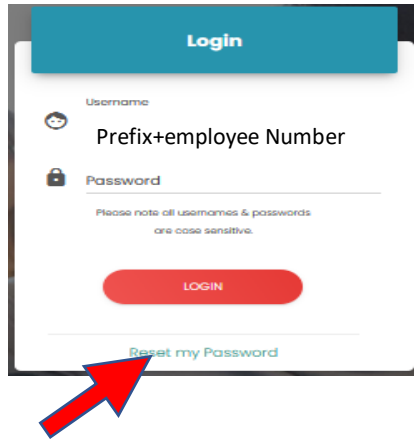 Login
Username
Prefix+employee Number
Password
Please note all usernames & passwords
are case sensitive.
LOGIN
Reset my Password